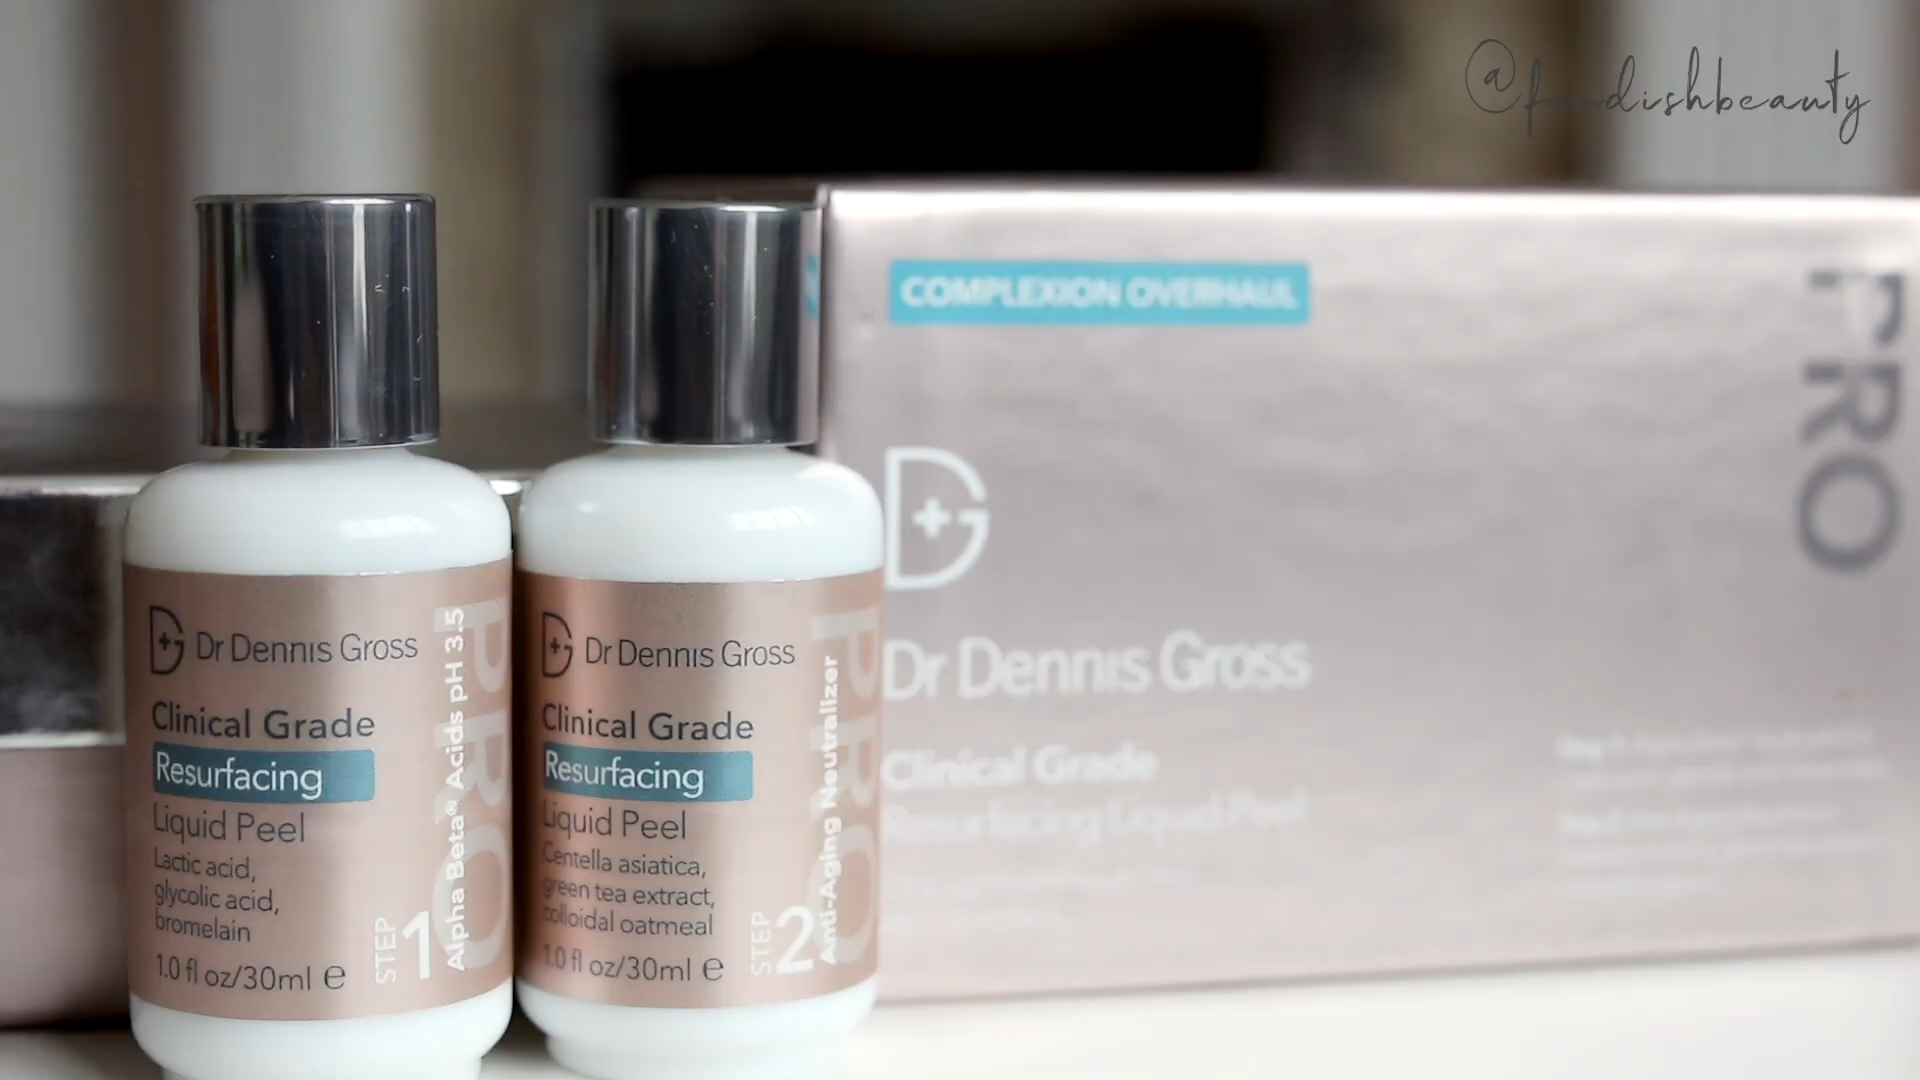 @foodishbeauty
Dr Dennis Gross
Clinical Grade
Resurfacing
Liquid Peel
Lactic acid,
glycolic acid,
bromelain
1.0 fl oz/30ml e
STEP 1
Alpha Beta® Acids pH 3.5
PRO
Dr Dennis Gross
Clinical Grade
Resurfacing
Liquid Peel
Centella asiatica,
green tea extract,
colloidal oatmeal
1.0 fl oz/30ml e
STEP 2
Anti-Aging Neutralizer
PRO
COMPLEXION OVERHAUL
Dr Dennis Gross
Clinical Grade
Resurfacing Liquid Peel
PRO